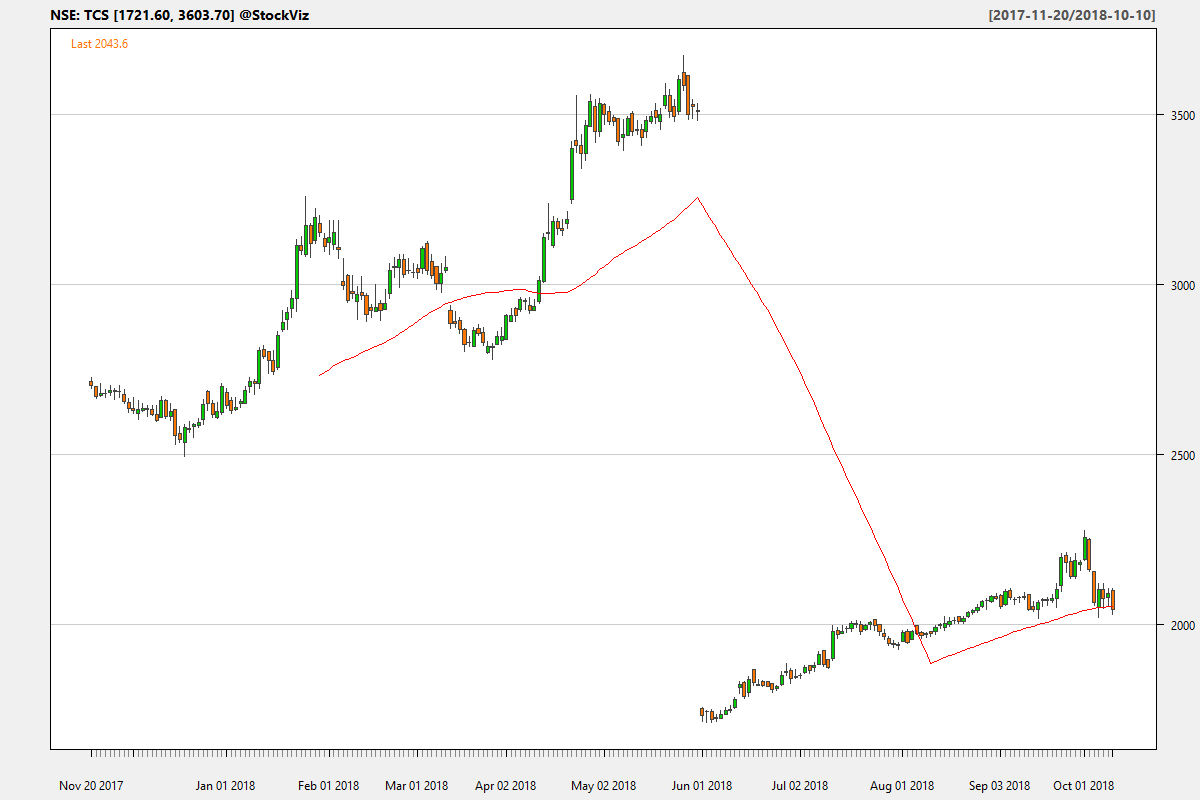 NSE: TCS [1721.60, 3603.70] @StockViz [2017-11-20/2018-10-10]
Last 2043.6
3500
3000
2500
2000
Nov 20 2017 Jan 01 2018 Feb 01 2018 Mar 01 2018 Apr 02 2018 May 02 2018 Jun 01 2018 Jul 02 2018 Aug 01 2018 Sep 03 2018 Oct 01 2018